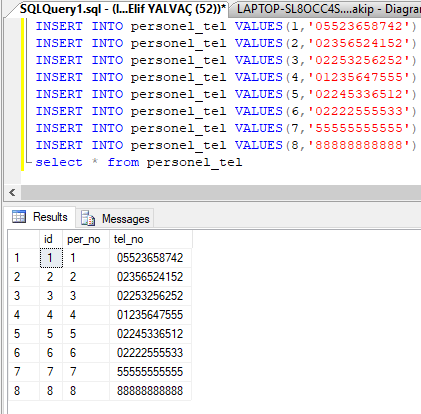 SQLQuery1.sql - (l...Elif YALVAÇ (52))* LAPTOP-SL8OCC4S....akip - Diagra
INSERT INTO personel_tel VALUES(1,'05523658742')
INSERT INTO personel_tel VALUES(2,'02356524152')
INSERT INTO personel_tel VALUES(3,'02253256252')
INSERT INTO personel_tel VALUES(4,'01235647555')
INSERT INTO personel_tel VALUES(5,'02245336512')
INSERT INTO personel_tel VALUES(6,'02222555533')
INSERT INTO personel_tel VALUES(7,'55555555555')
INSERT INTO personel_tel VALUES(8,'88888888888')
select * from personel_tel
Results Messages
id per_no tel_no
1 1 1 05523658742
2 2 2 02356524152
3 3 3 02253256252
4 4 4 01235647555
5 5 5 02245336512
6 6 6 02222555533
7 7 7 55555555555
8 8 8 88888888888